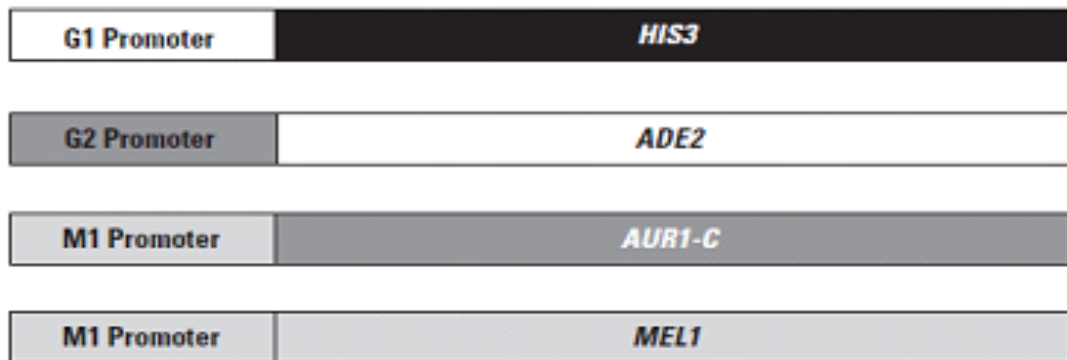 G1 Promoter HIS3
G2 Promoter ADE2
M1 Promoter AUR1-C
M1 Promoter MEL1